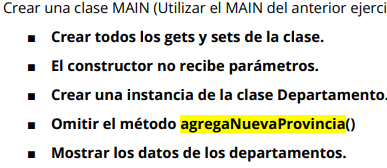 Crear una clase MAIN (Utilizar el MAIN del anterior ejerci
▪ Crear todos los gets y sets de la clase.
▪ El constructor no recibe parámetros.
▪ Crear una instancia de la clase Departamento.
▪ Omitir el método agregaNuevaProvincia()
▪ Mostrar los datos de los departamentos.